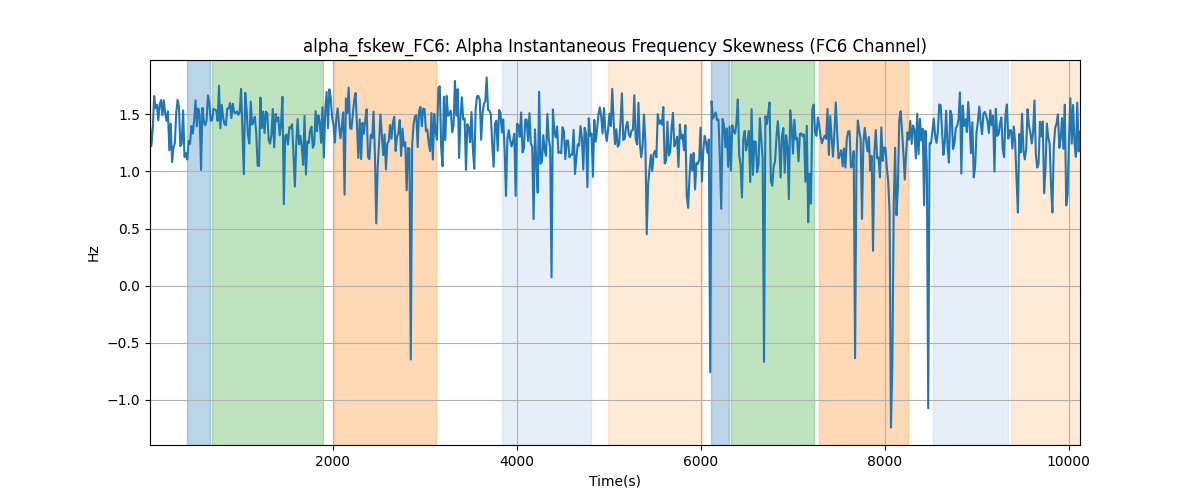 alpha_fskew_FC6: Alpha Instantaneous Frequency Skewness (FC6 Channel)
1.5
1.0
0.5
0.0
−0.5
−1.0
Hz
2000 4000 6000 8000 10000
Time(s)